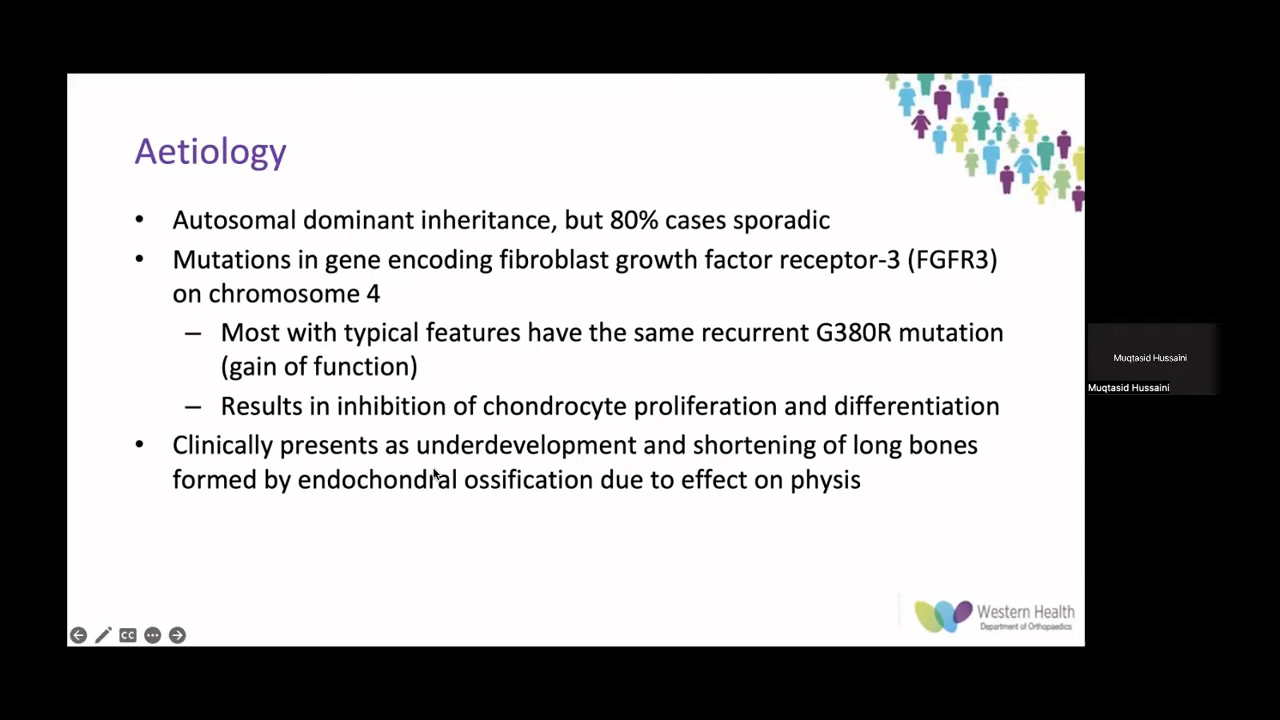 Aetiology
• Autosomal dominant inheritance, but 80% cases sporadic
• Mutations in gene encoding fibroblast growth factor receptor-3 (FGFR3)
on chromosome 4
– Most with typical features have the same recurrent G380R mutation
(gain of function)
– Results in inhibition of chondrocyte proliferation and differentiation
• Clinically presents as underdevelopment and shortening of long bones
formed by endochondral ossification due to effect on physis
Muqtasid Hussaini
Muqtasid Hussaini
Western Health
Department of Orthopaedics
CC